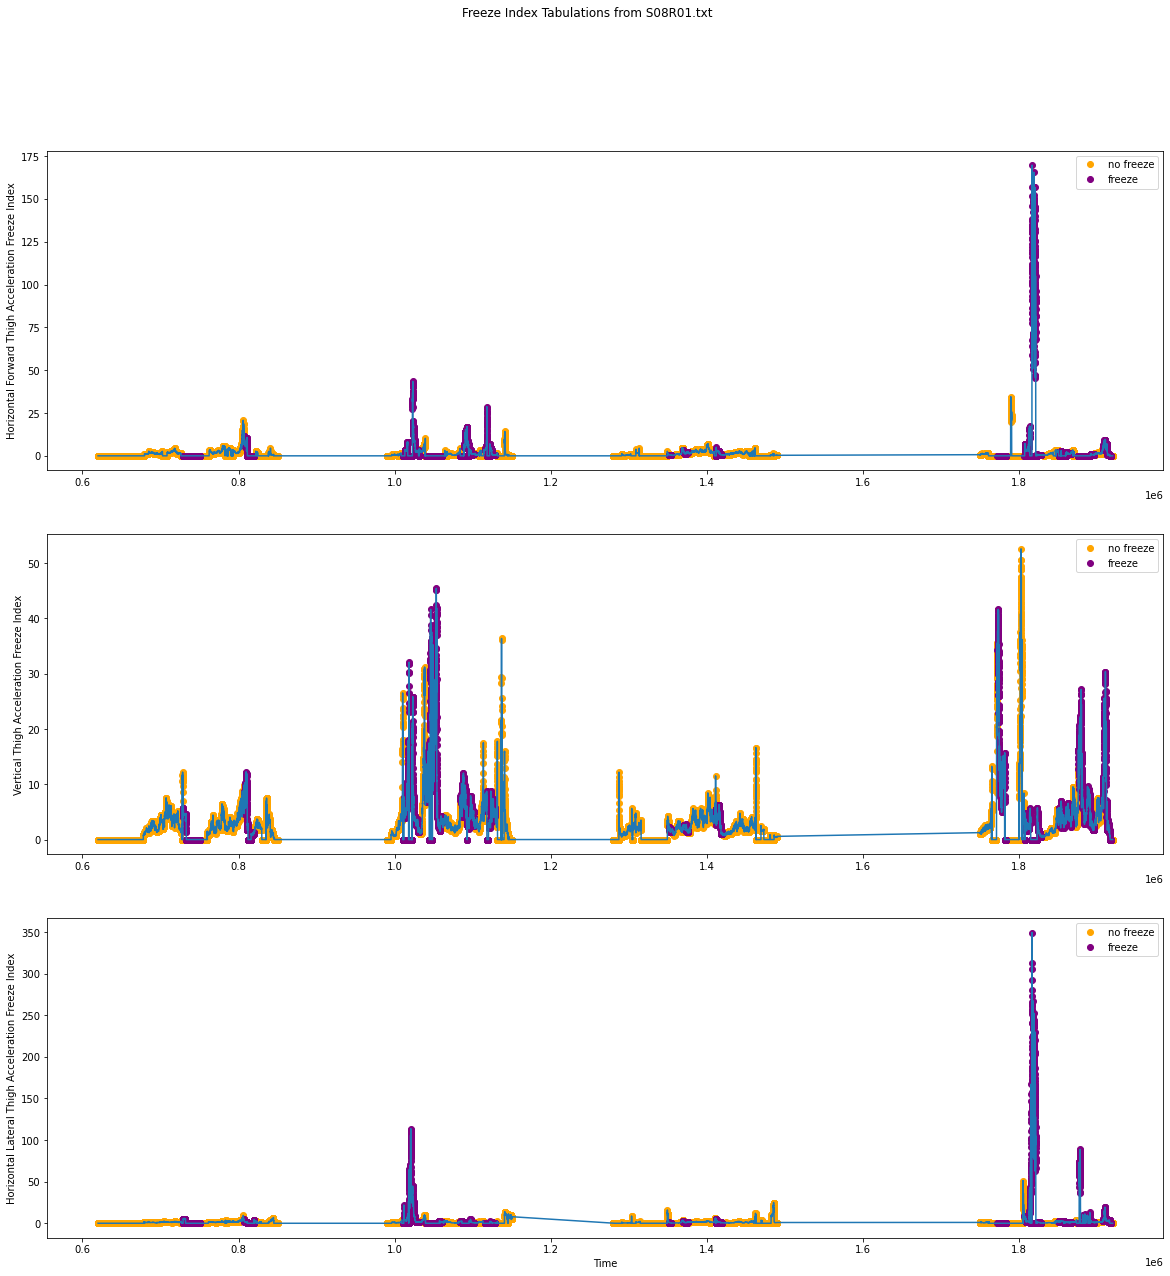 Freeze Index Tabulations from S08R01.txt
Horizontal Forward Thigh Acceleration Freeze Index
175
150
125
100
75
50
25
0
no freeze
freeze
0.6 0.8 1.0 1.2 1.4 1.6 1.8
1e6
Vertical Thigh Acceleration Freeze Index
50
40
30
20
10
0
no freeze
freeze
0.6 0.8 1.0 1.2 1.4 1.6 1.8
1e6
Horizontal Lateral Thigh Acceleration Freeze Index
350
300
250
200
150
100
50
0
no freeze
freeze
0.6 0.8 1.0 1.2 1.4 1.6 1.8
1e6
Time